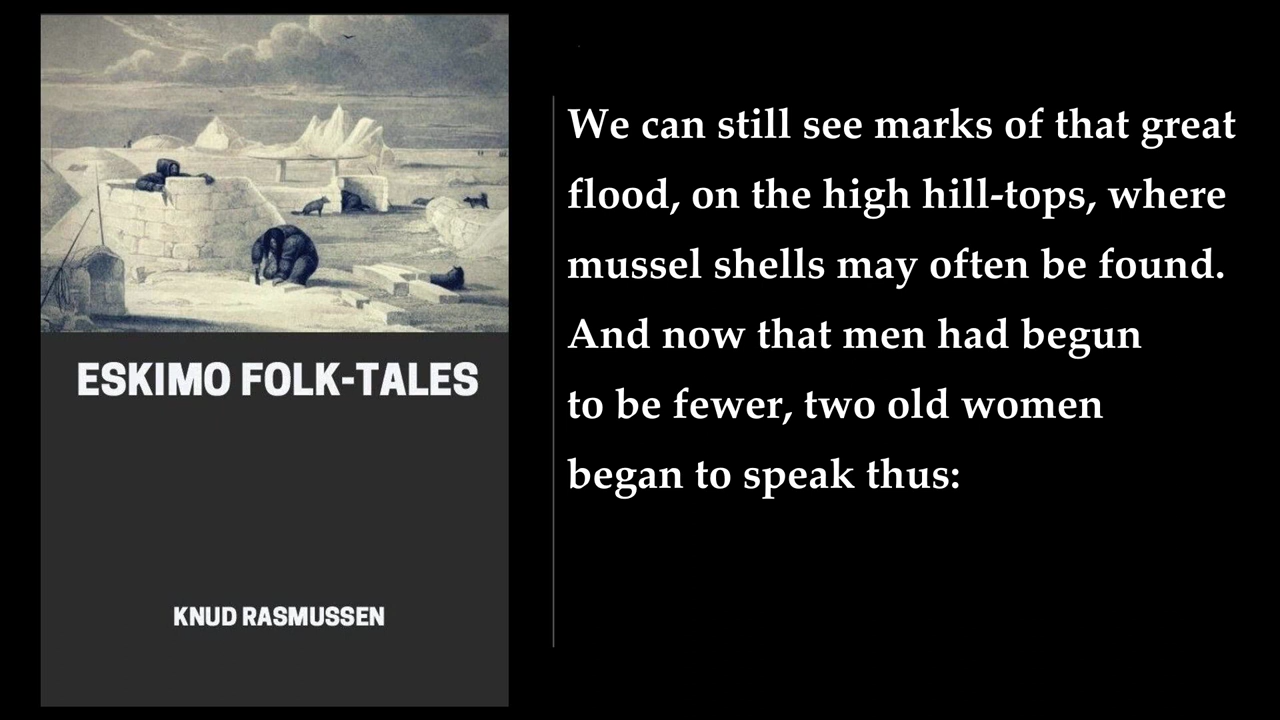 ESKIMO FOLK-TALES
KNUD RASMUSSEN
We can still see marks of that great
flood, on the high hill-tops, where
mussel shells may often be found.
And now that men had begun
to be fewer, two old women
began to speak thus: